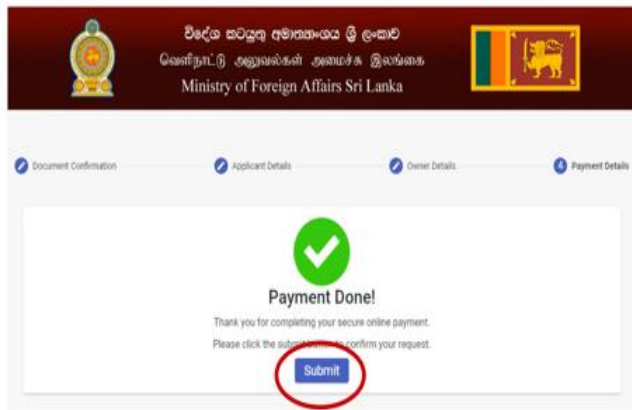 විදේශ කටයුතු අමාත්‍යාංශය ශ්‍රී ලංකාව
வெளிநாட்டு அலுவல்கள் அமைச்சு இலங்கை
Ministry of Foreign Affairs Sri Lanka
Document Confirmation Applicant Details Owner Details 4 Payment Details
Payment Done!
Thank you for completing your secure online payment.
Please click the submit button to confirm your request.
Submit